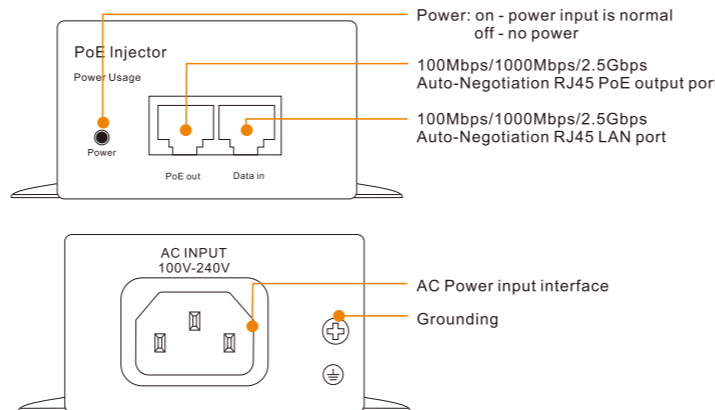 Power: on - power input is normal
off - no power
PoE Injector
Power Usage
100Mbps/1000Mbps/2.5Gbps
Auto-Negotiation RJ45 PoE output port
100Mbps/1000Mbps/2.5Gbps
Auto-Negotiation RJ45 LAN port
Power
PoE out
Data in
AC INPUT
100V-240V
AC Power input interface
Grounding